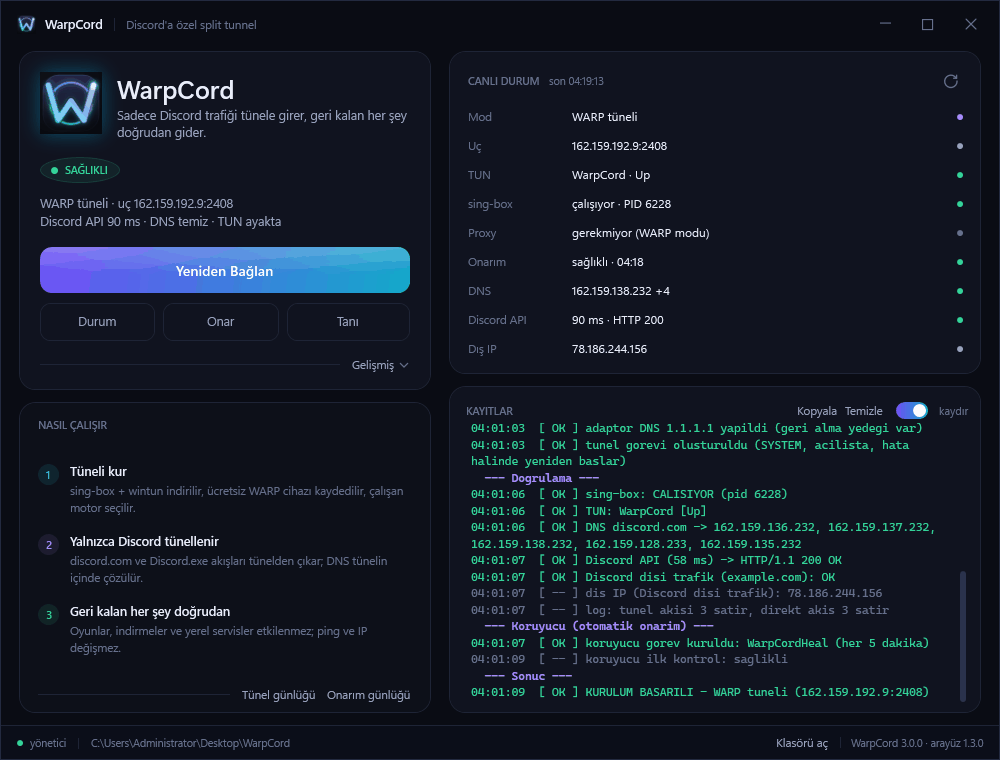 WarpCord
Discord'a özel split tunnel
WarpCord
Sadece Discord trafiği tünele girer, geri kalan her şey
doğrudan gider.
SAĞLIKLI
WARP tüneli · uç 162.159.192.9:2408
Discord API 90 ms · DNS temiz · TUN ayakta
Yeniden Bağlan
Durum
Onar
Tanı
Gelişmiş
NASIL ÇALIŞIR
1
Tüneli kur
sing-box + wintun indirilir, ücretsiz WARP cihazı kaydedilir, çalışan
motor seçilir.
2
Yalnızca Discord tünellenir
discord.com ve Discord.exe akışları tünelden çıkar; DNS tünelin
içinde çözülür.
3
Geri kalan her şey doğrudan
Oyunlar, indirmeler ve yerel servisler etkilenmez; ping ve IP
değişmez.
Tünel günlüğü Onarım günlüğü
CANLI DURUM son 04:19:13
Mod WARP tüneli
Uç 162.159.192.9:2408
TUN WarpCord · Up
sing-box çalışıyor · PID 6228
Proxy gerekmiyor (WARP modu)
Onarım sağlıklı · 04:18
DNS 162.159.138.232 +4
Discord API 90 ms · HTTP 200
Dış IP 78.186.244.156
KAYITLAR Kopyala Temizle kaydır
04:01:03 [ OK ] adaptor DNS 1.1.1.1 yapildi (geri alma yedegi var)
04:01:03 [ OK ] tunel gorevi olusturuldu (SYSTEM, acilista, hata
halinde yeniden baslar)
--- Dogrulama ---
04:01:06 [ OK ] sing-box: CALISIYOR (pid 6228)
04:01:06 [ OK ] TUN: WarpCord [Up]
04:01:06 [ OK ] DNS discord.com -> 162.159.136.232, 162.159.137.232,
162.159.138.232, 162.159.128.233, 162.159.135.232
04:01:07 [ OK ] Discord API (58 ms) -> HTTP/1.1 200 OK
04:01:07 [ OK ] Discord disi trafik (example.com): OK
04:01:07 [ -- ] dis IP (Discord disi trafik): 78.186.244.156
04:01:07 [ -- ] log: tunel akisi 3 satir, direkt akis 3 satir
--- Koruyucu (otomatik onarim) ---
04:01:07 [ OK ] koruyucu gorev kuruldu: WarpCordHeal (her 5 dakika)
04:01:09 [ -- ] koruyucu ilk kontrol: saglikli
--- Sonuc ---
04:01:09 [ OK ] KURULUM BASARILI - WARP tuneli (162.159.192.9:2408)
yönetici
C:\Users\Administrator\Desktop\WarpCord
Klasörü aç
WarpCord 3.0.0 · arayüz 1.3.0